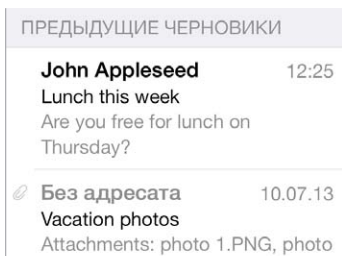 ПРЕДЫДУЩИЕ ЧЕРНОВИКИ
John Appleseed 12:25
Lunch this week
Are you free for lunch on
Thursday?
Без адресата 10.07.13
Vacation photos
Attachments: photo 1.PNG, photo